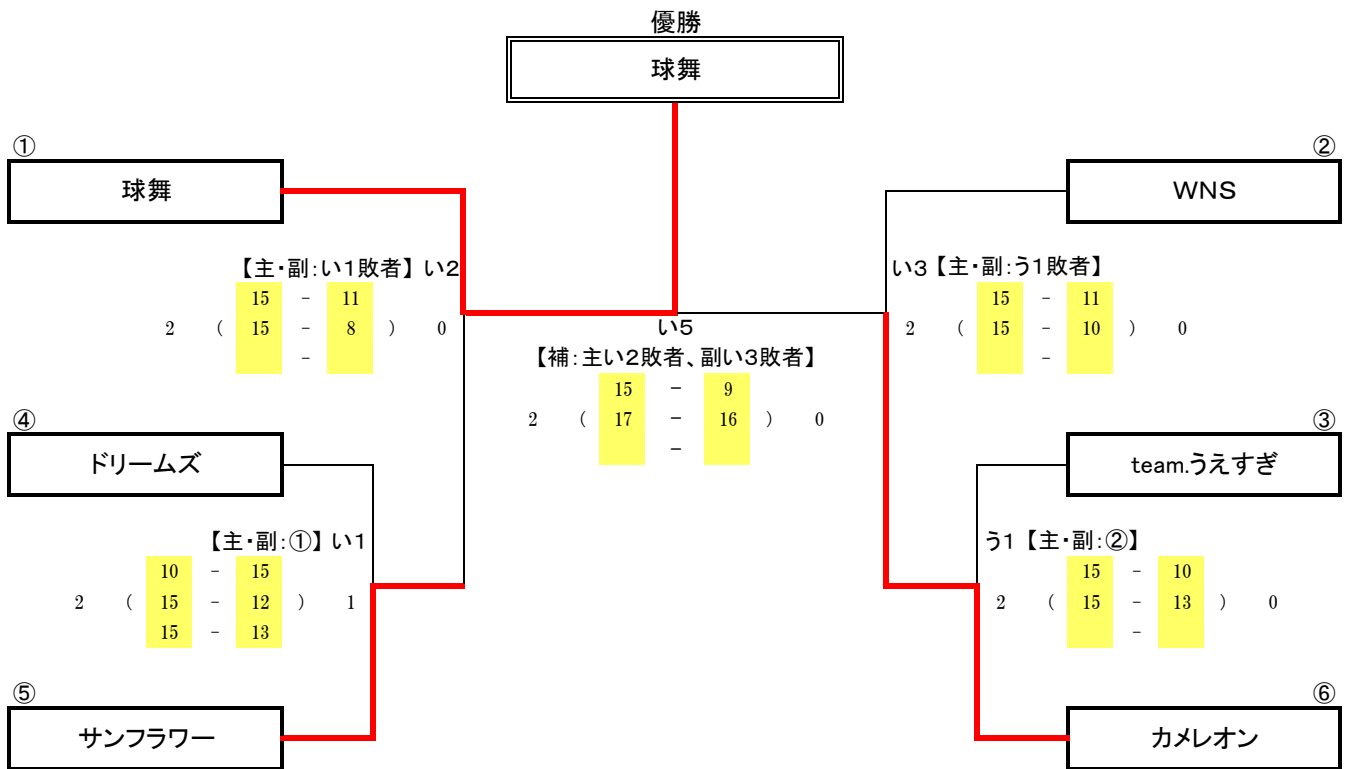 優勝
球舞
①
②
球舞
WNS
【主・副：い1敗者】 い2
い3 【主・副：う1敗者】
15 - 11
2 ( 15 - 8 ) 0
-
15 - 11
2 ( 15 - 10 ) 0
-
い5
【補：主い2敗者、副い3敗者】
15 - 9
2 ( 17 - 16 ) 0
-
④
③
ドリームズ
team.うえすぎ
【主・副：①】 い1
う1 【主・副：②】
10 - 15
2 ( 15 - 12 ) 1
15 - 13
15 - 10
2 ( 15 - 13 ) 0
-
⑤
⑥
サンフラワー
カメレオン